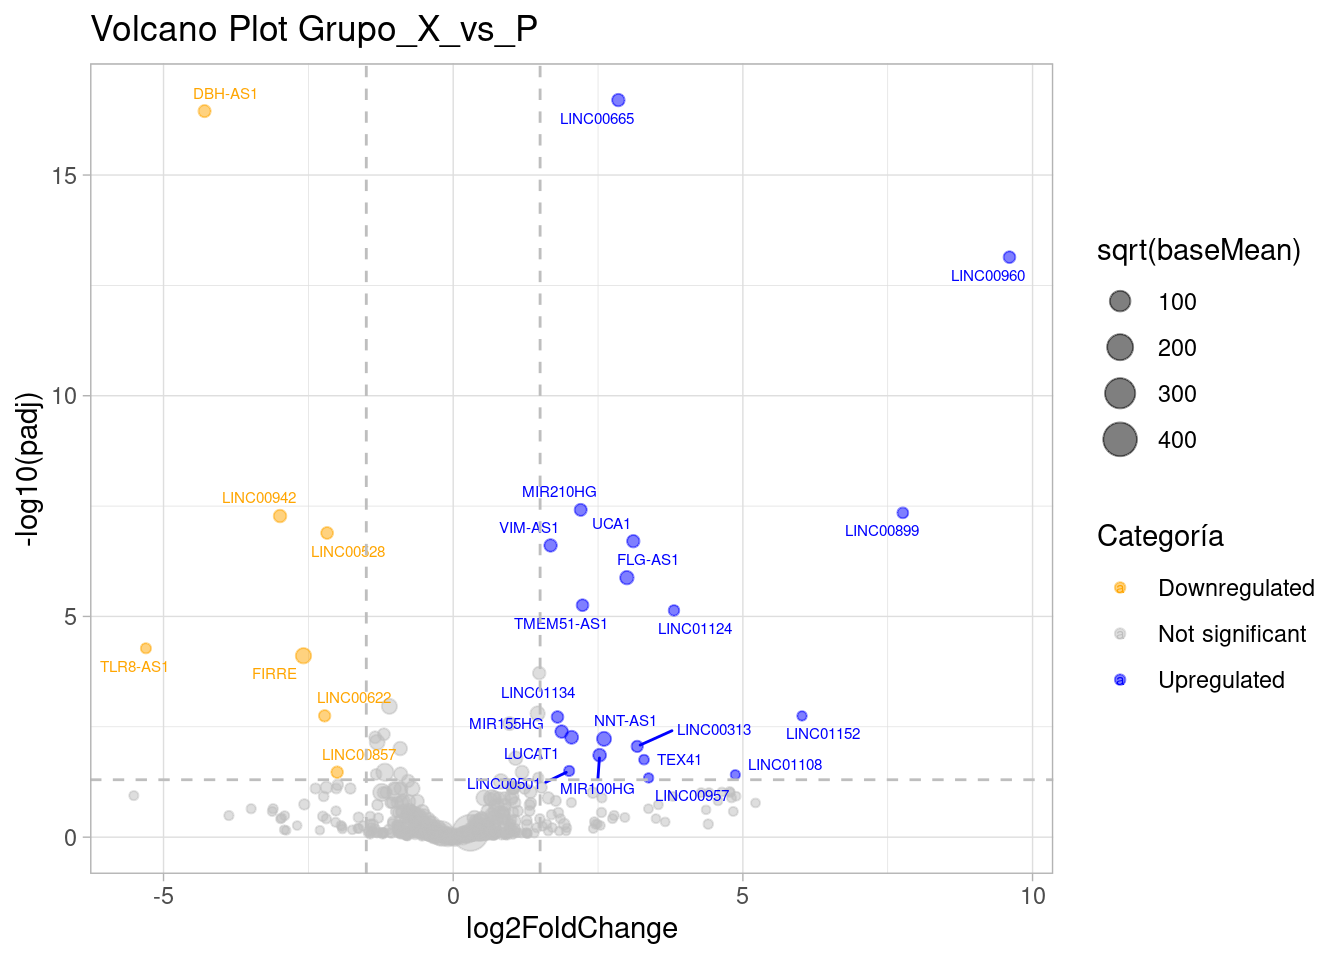 Volcano Plot Grupo_X_vs_P
DBH-AS1
LINC00665
15
LINC00960
-log10(padj)
10
LINC00942
LINC00528
MIR210HG
VIM-AS1
UCA1
LINC00899
FLG-AS1
5
TMEM51-AS1
LINC01124
TLR8-AS1
FIRRE
LINC00622
LINC01134
MIR155HG
NNT-AS1
LINC00313
LINC01152
LINC00857
LUCAT1
TEX41
LINC01108
LINC00501
MIR100HG
LINC00957
0
-5
0
5
10
log2FoldChange
sqrt(baseMean)
100
200
300
400
Categoría
a Downregulated
a Not significant
a Upregulated